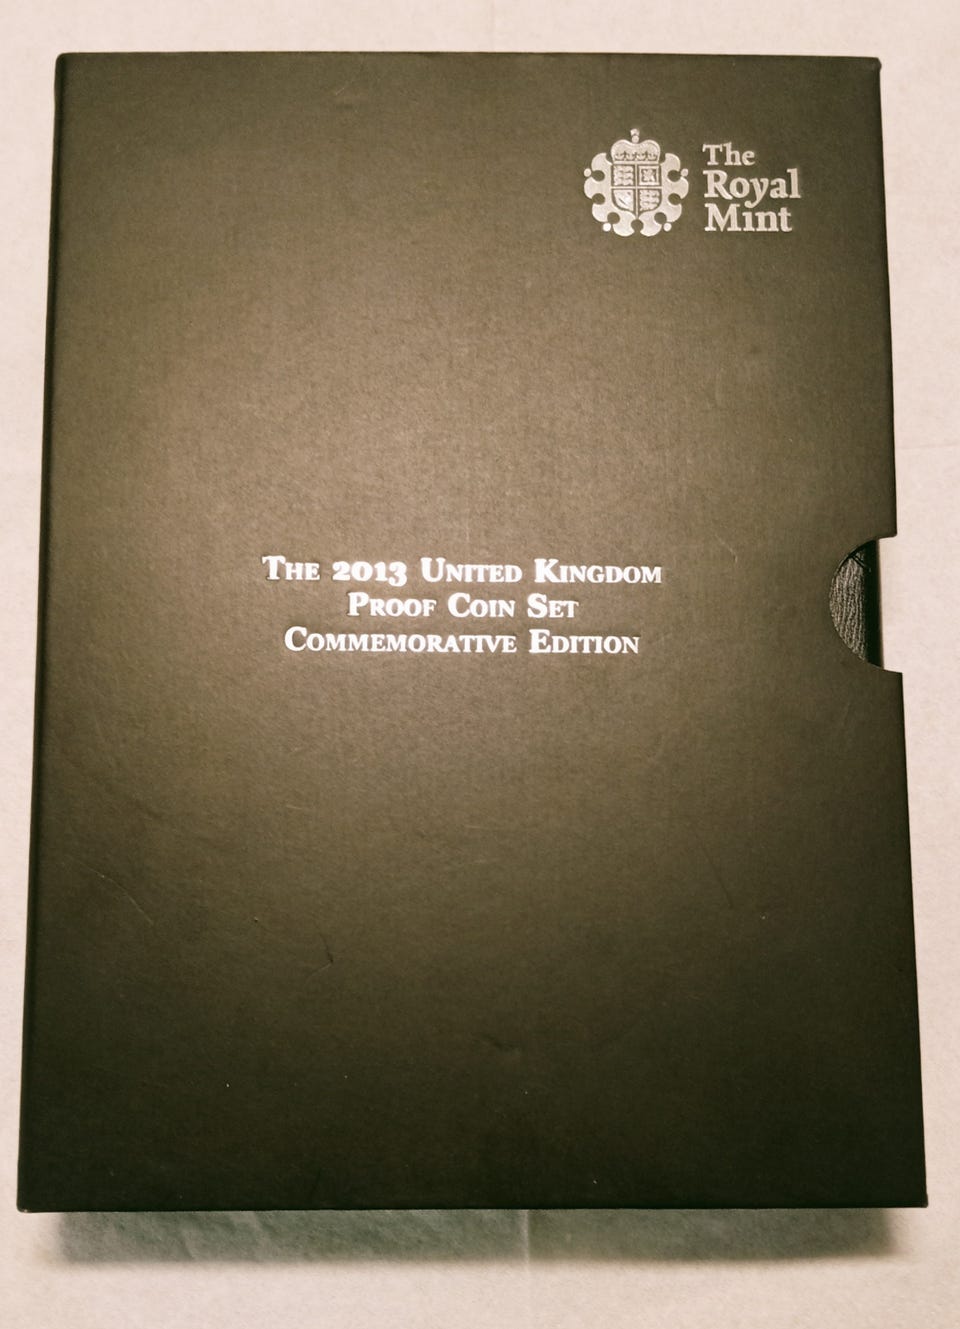 The
Royal
Mint
The 2013 United Kingdom
Proof Coin Set
Commemorative Edition